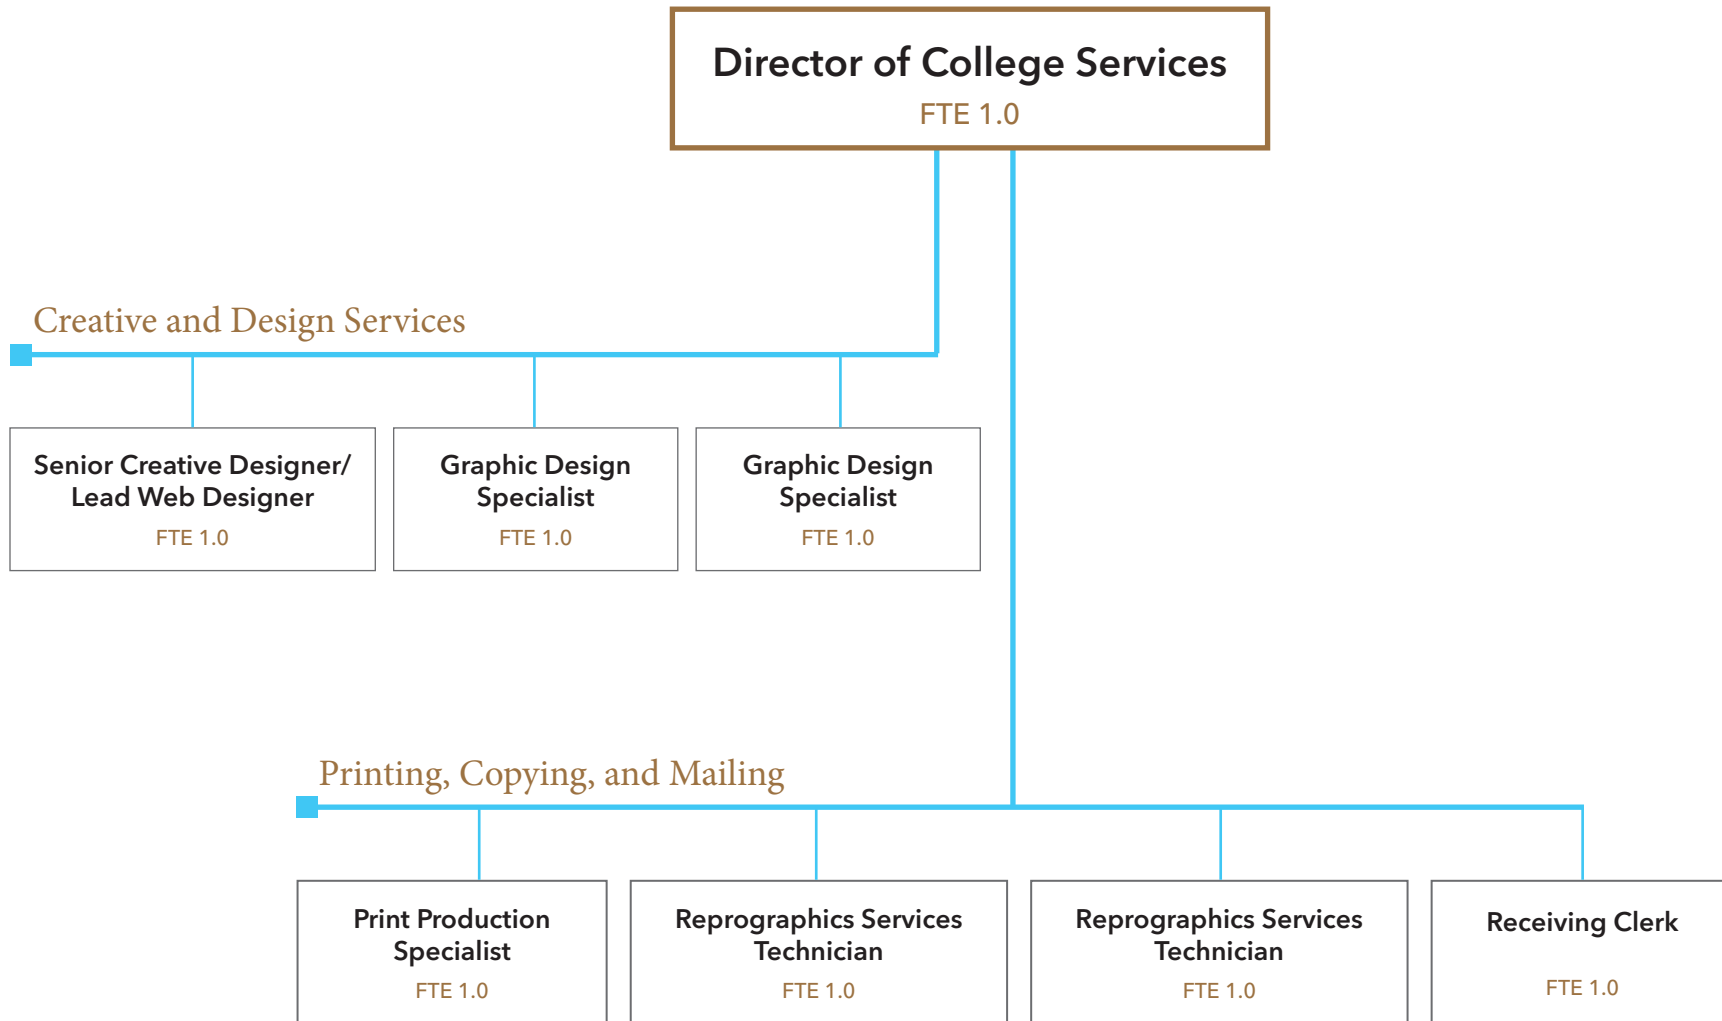 Director of College Services
FTE 1.0
Creative and Design Services
Senior Creative Designer/
Lead Web Designer
FTE 1.0
Graphic Design
Specialist
FTE 1.0
Graphic Design
Specialist
FTE 1.0
Printing, Copying, and Mailing
Print Production
Specialist
FTE 1.0
Reprographics Services
Technician
FTE 1.0
Reprographics Services
Technician
FTE 1.0
Receiving Clerk
FTE 1.0